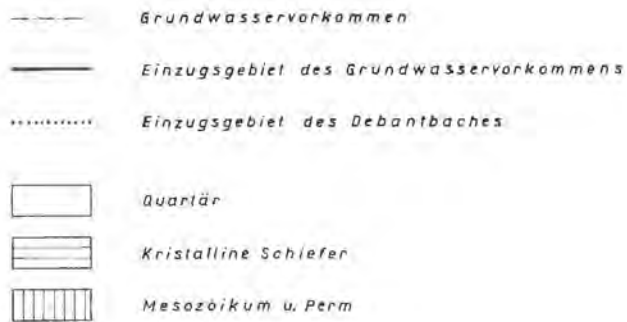 Grundwasservorkommen
Einzugsgebiet des Grundwasservorkommens
Einzugsgebiet des Debantbaches
Quartär
Kristalline Schiefer
Mesozoikum u. Perm